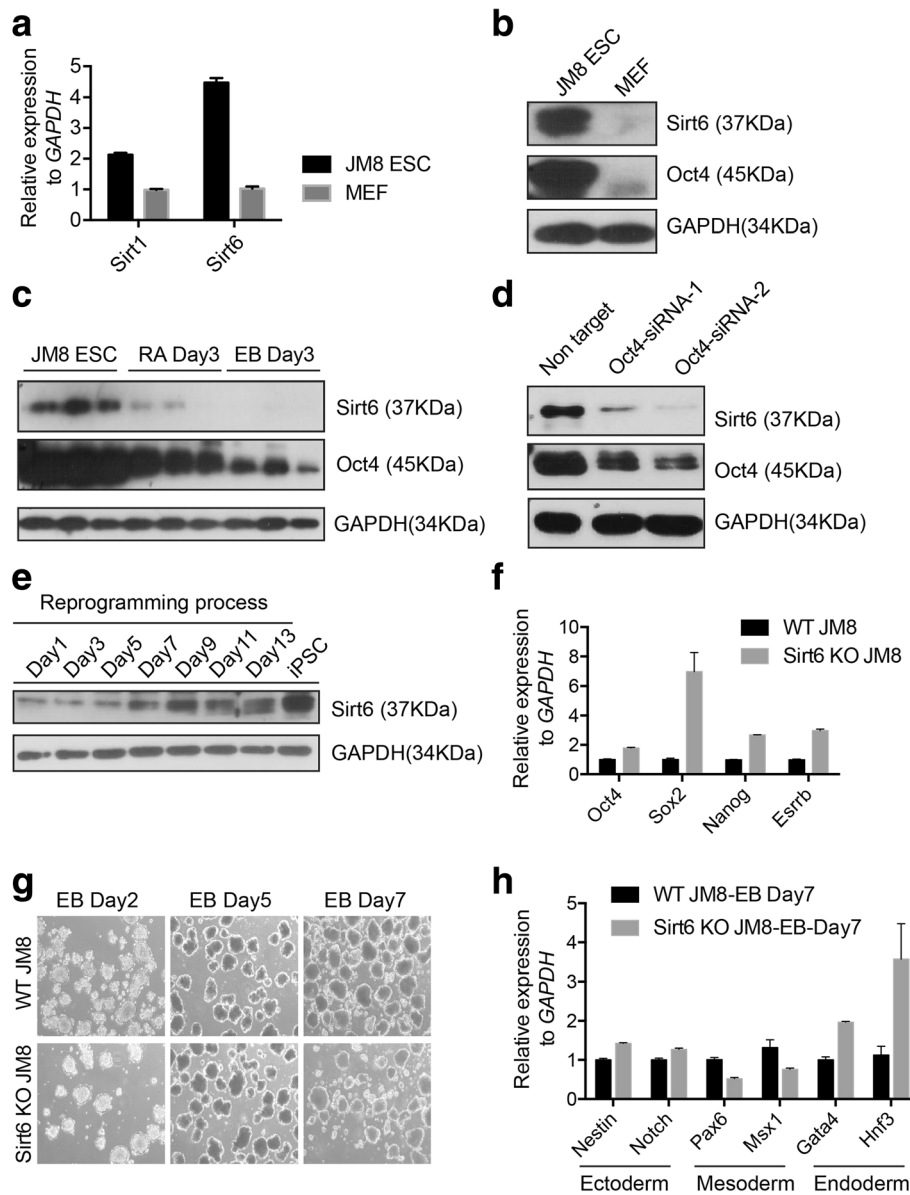 a
Relative expression
to GAPDH
5
4
3
2
1
0
Sirt1
Sirt6
JM8 ESC
MEF
b
JM8 ESC
MEF
Sirt6 (37KDa)
Oct4 (45KDa)
GAPDH(34KDa)
c
JM8 ESC RA Day3 EB Day3
Sirt6 (37KDa)
Oct4 (45KDa)
GAPDH(34KDa)
d
Non target
Oct4-siRNA-1
Oct4-siRNA-2
Sirt6 (37KDa)
Oct4 (45KDa)
GAPDH(34KDa)
e
Reprogramming process
Day1
Day3
Day5
Day7
Day9
Day11
Day13
iPSC
Sirt6 (37KDa)
GAPDH(34KDa)
f
Relative expression
to GAPDH
10
8
6
4
2
0
WT JM8
Sirt6 KO JM8
Oct4
Sox2
Nanog
Esrrb
g
EB Day2 EB Day5 EB Day7
WT JM8
Sirt6 KO JM8
h
Relative expression
to GAPDH
5
4
3
2
1
0
WT JM8-EB Day7
Sirt6 KO JM8-EB-Day7
Nestin
Notch
Pax6
Msx1
Gata4
Hnf3
Ectoderm Mesoderm Endoderm